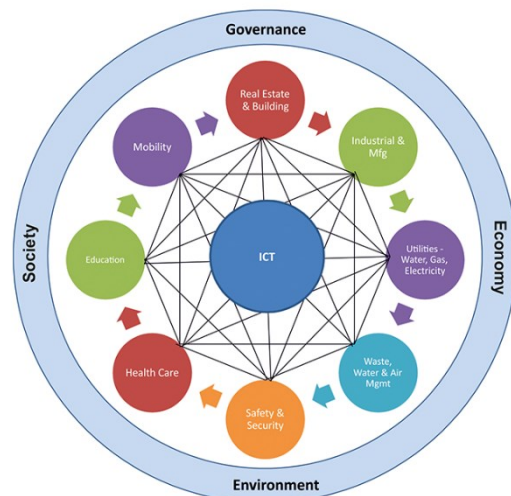 Governance
Real Estate
& Building
Industrial &
Mfg
Utilities -
Water, Gas,
Electricity
Economy
Waste,
Water & Air
Mgmt
Safety &
Security
Environment
Health Care
Education
Society
Mobility
ICT